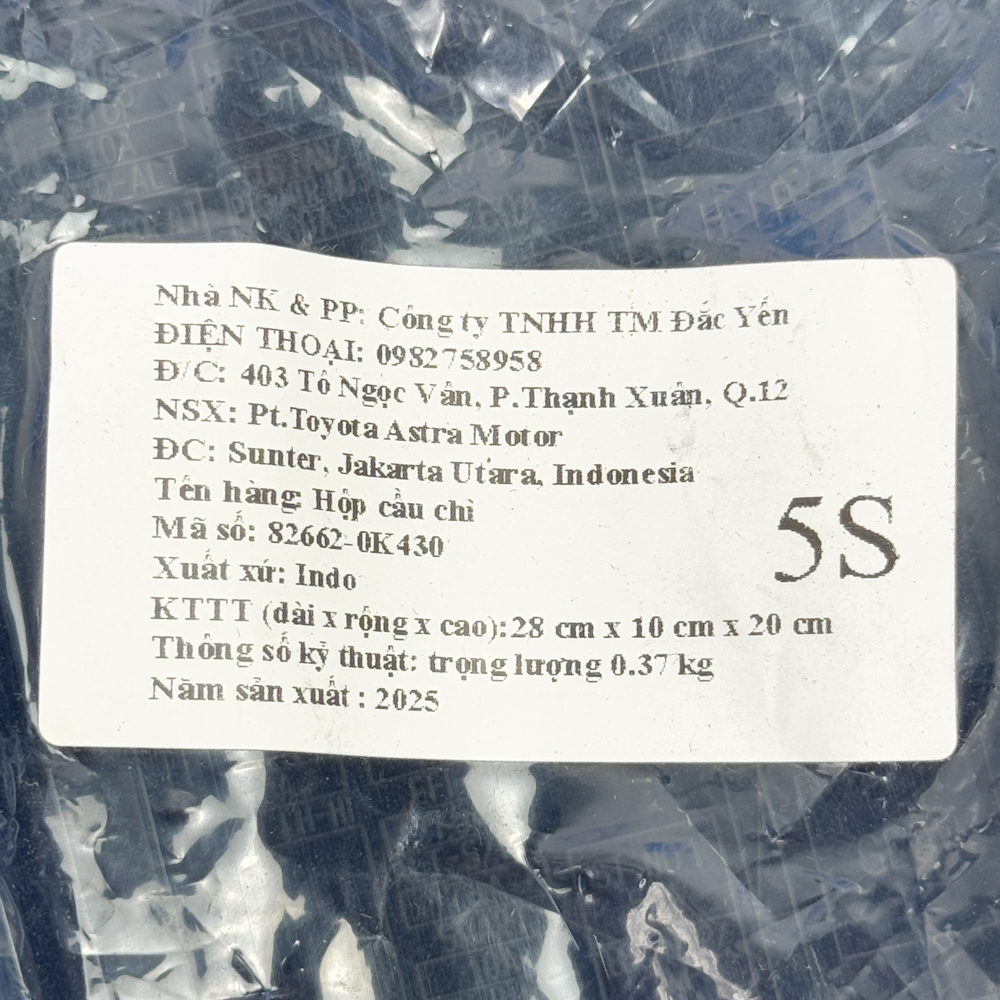 Nhà NK & PP: Công ty TNHH TM Đắc Yến
ĐIỆN THOẠI: 0982758958
Đ/C: 403 Tô Ngọc Vân, P.Thạnh Xuân, Q.12
NSX: Pt.Toyota Astra Motor
ĐC: Sunter, Jakarta Utara, Indonesia
Tên hàng: Hộp cầu chì
Mã số: 82662-0K430
5S
Xuất xứ: Indo
KTTT (dài x rộng x cao):28 cm x 10 cm x 20 cm
Thông số kỹ thuật: trọng lượng 0.37 kg
Năm sản xuất : 2025